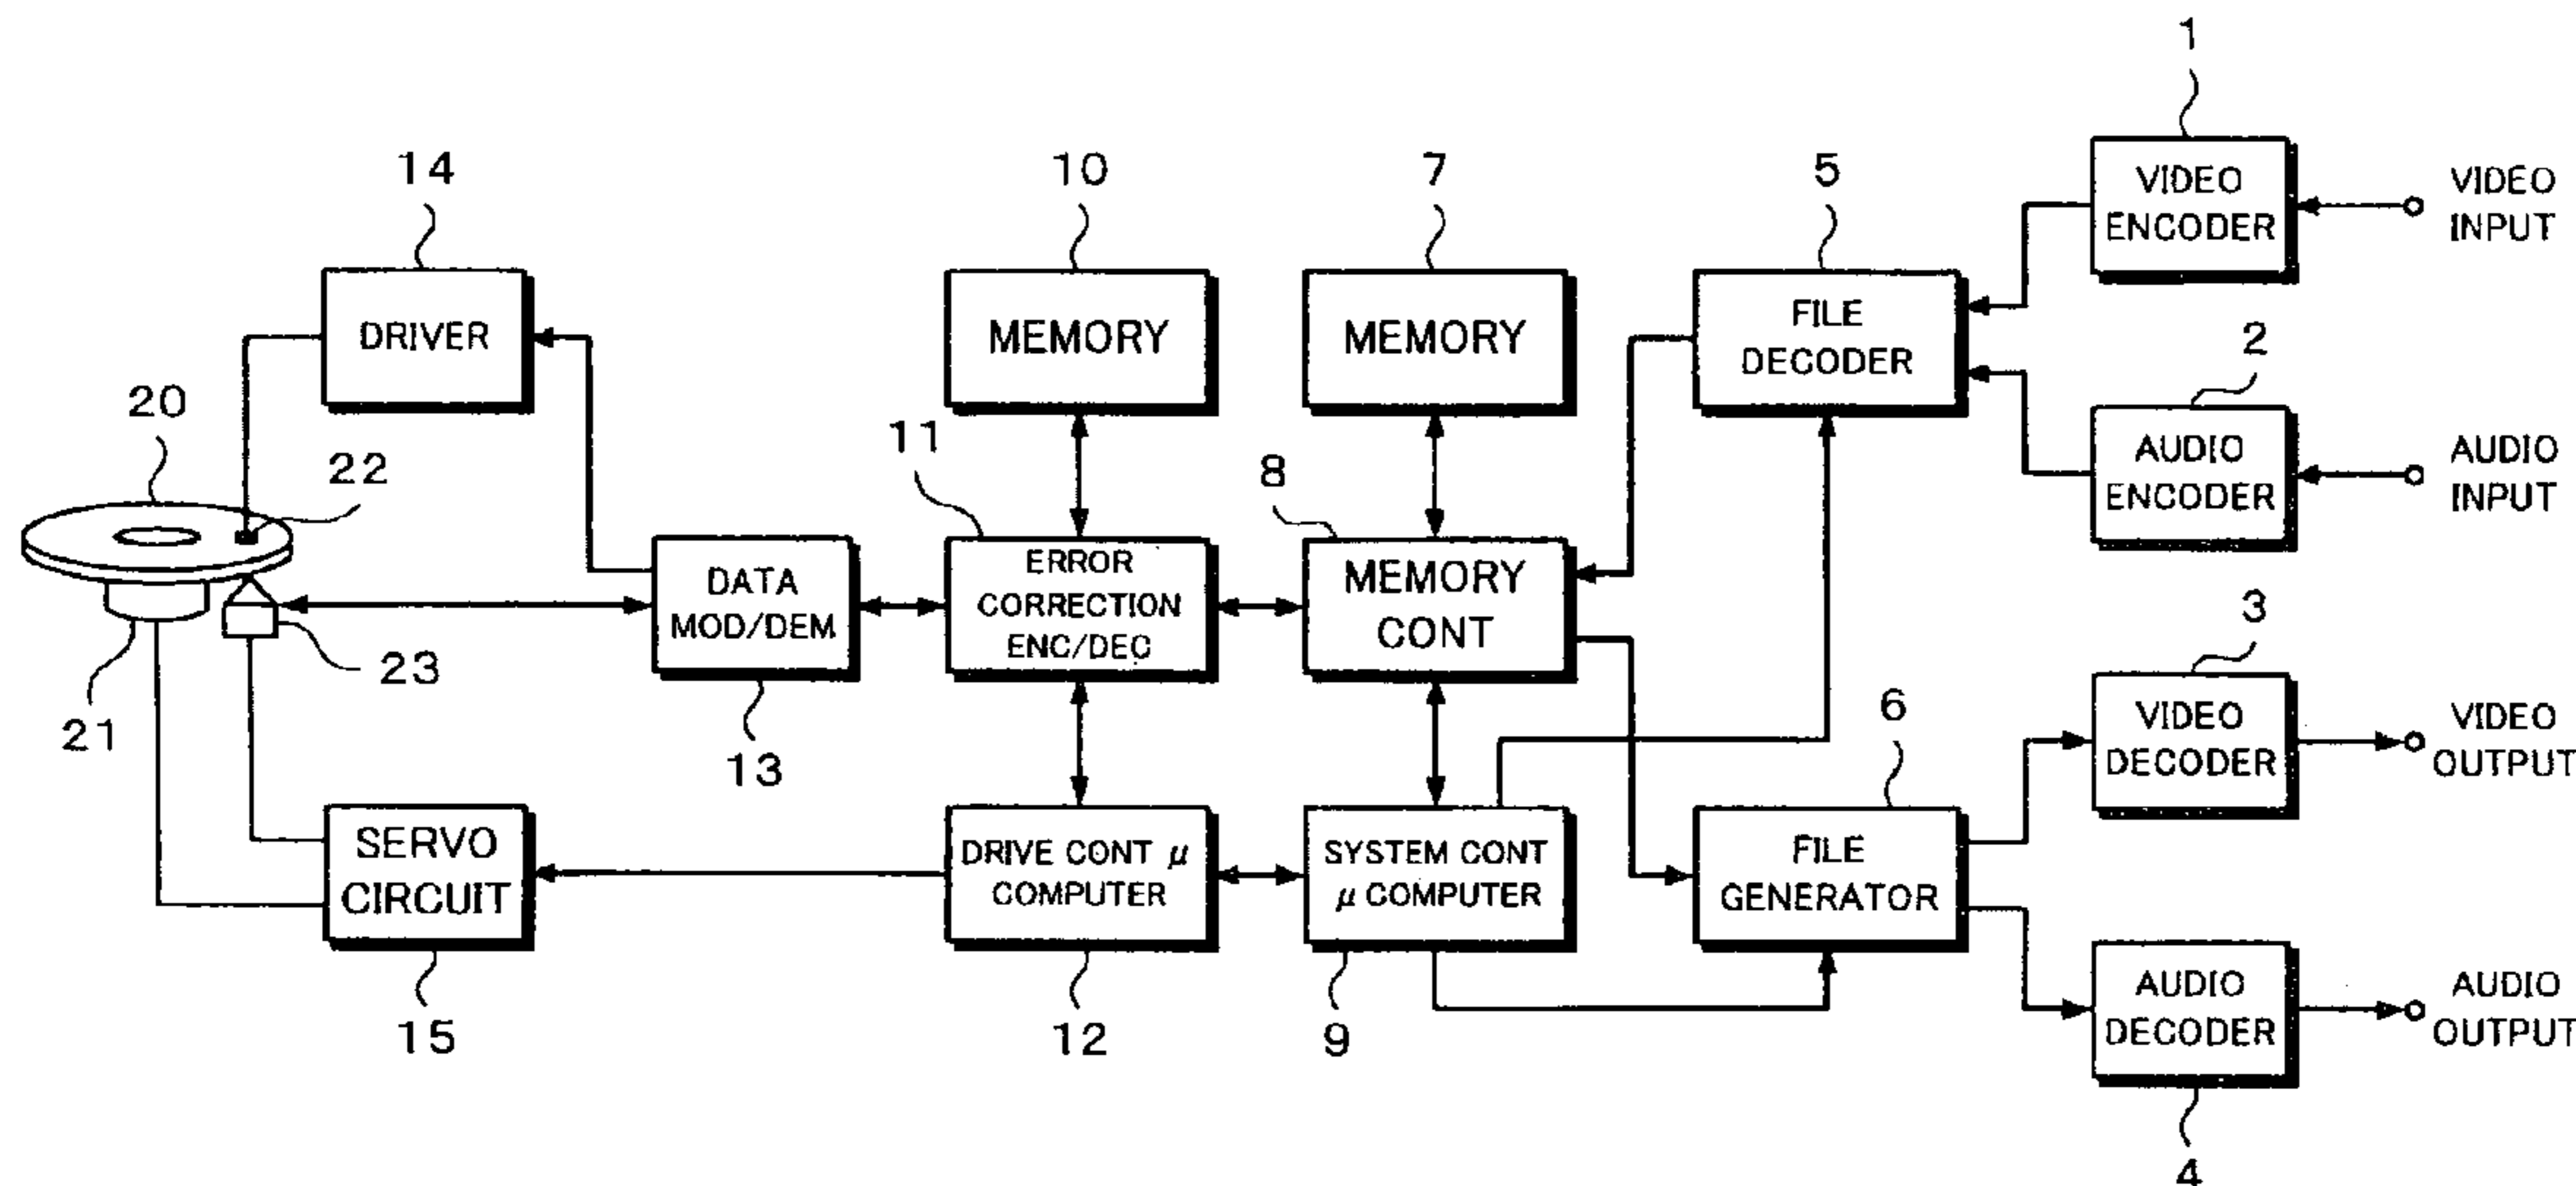 1
VIDEO
ENCODER
VIDEO
INPUT
14
10
7
5
DRIVER
MEMORY
MEMORY
FILE
DECODER
2
AUDIO
ENCODER
AUDIO
INPUT
20
22
11
8
DATA
MOD/DEM
ERROR
CORRECTION
ENC/DEC
MEMORY
CONT
3
VIDEO
DECODER
VIDEO
OUTPUT
21
23
13
6
SERVO
CIRCUIT
DRIVE CONT μ
COMPUTER
SYSTEM CONT
μ COMPUTER
FILE
GENERATOR
AUDIO
DECODER
AUDIO
OUTPUT
15
12
9
4